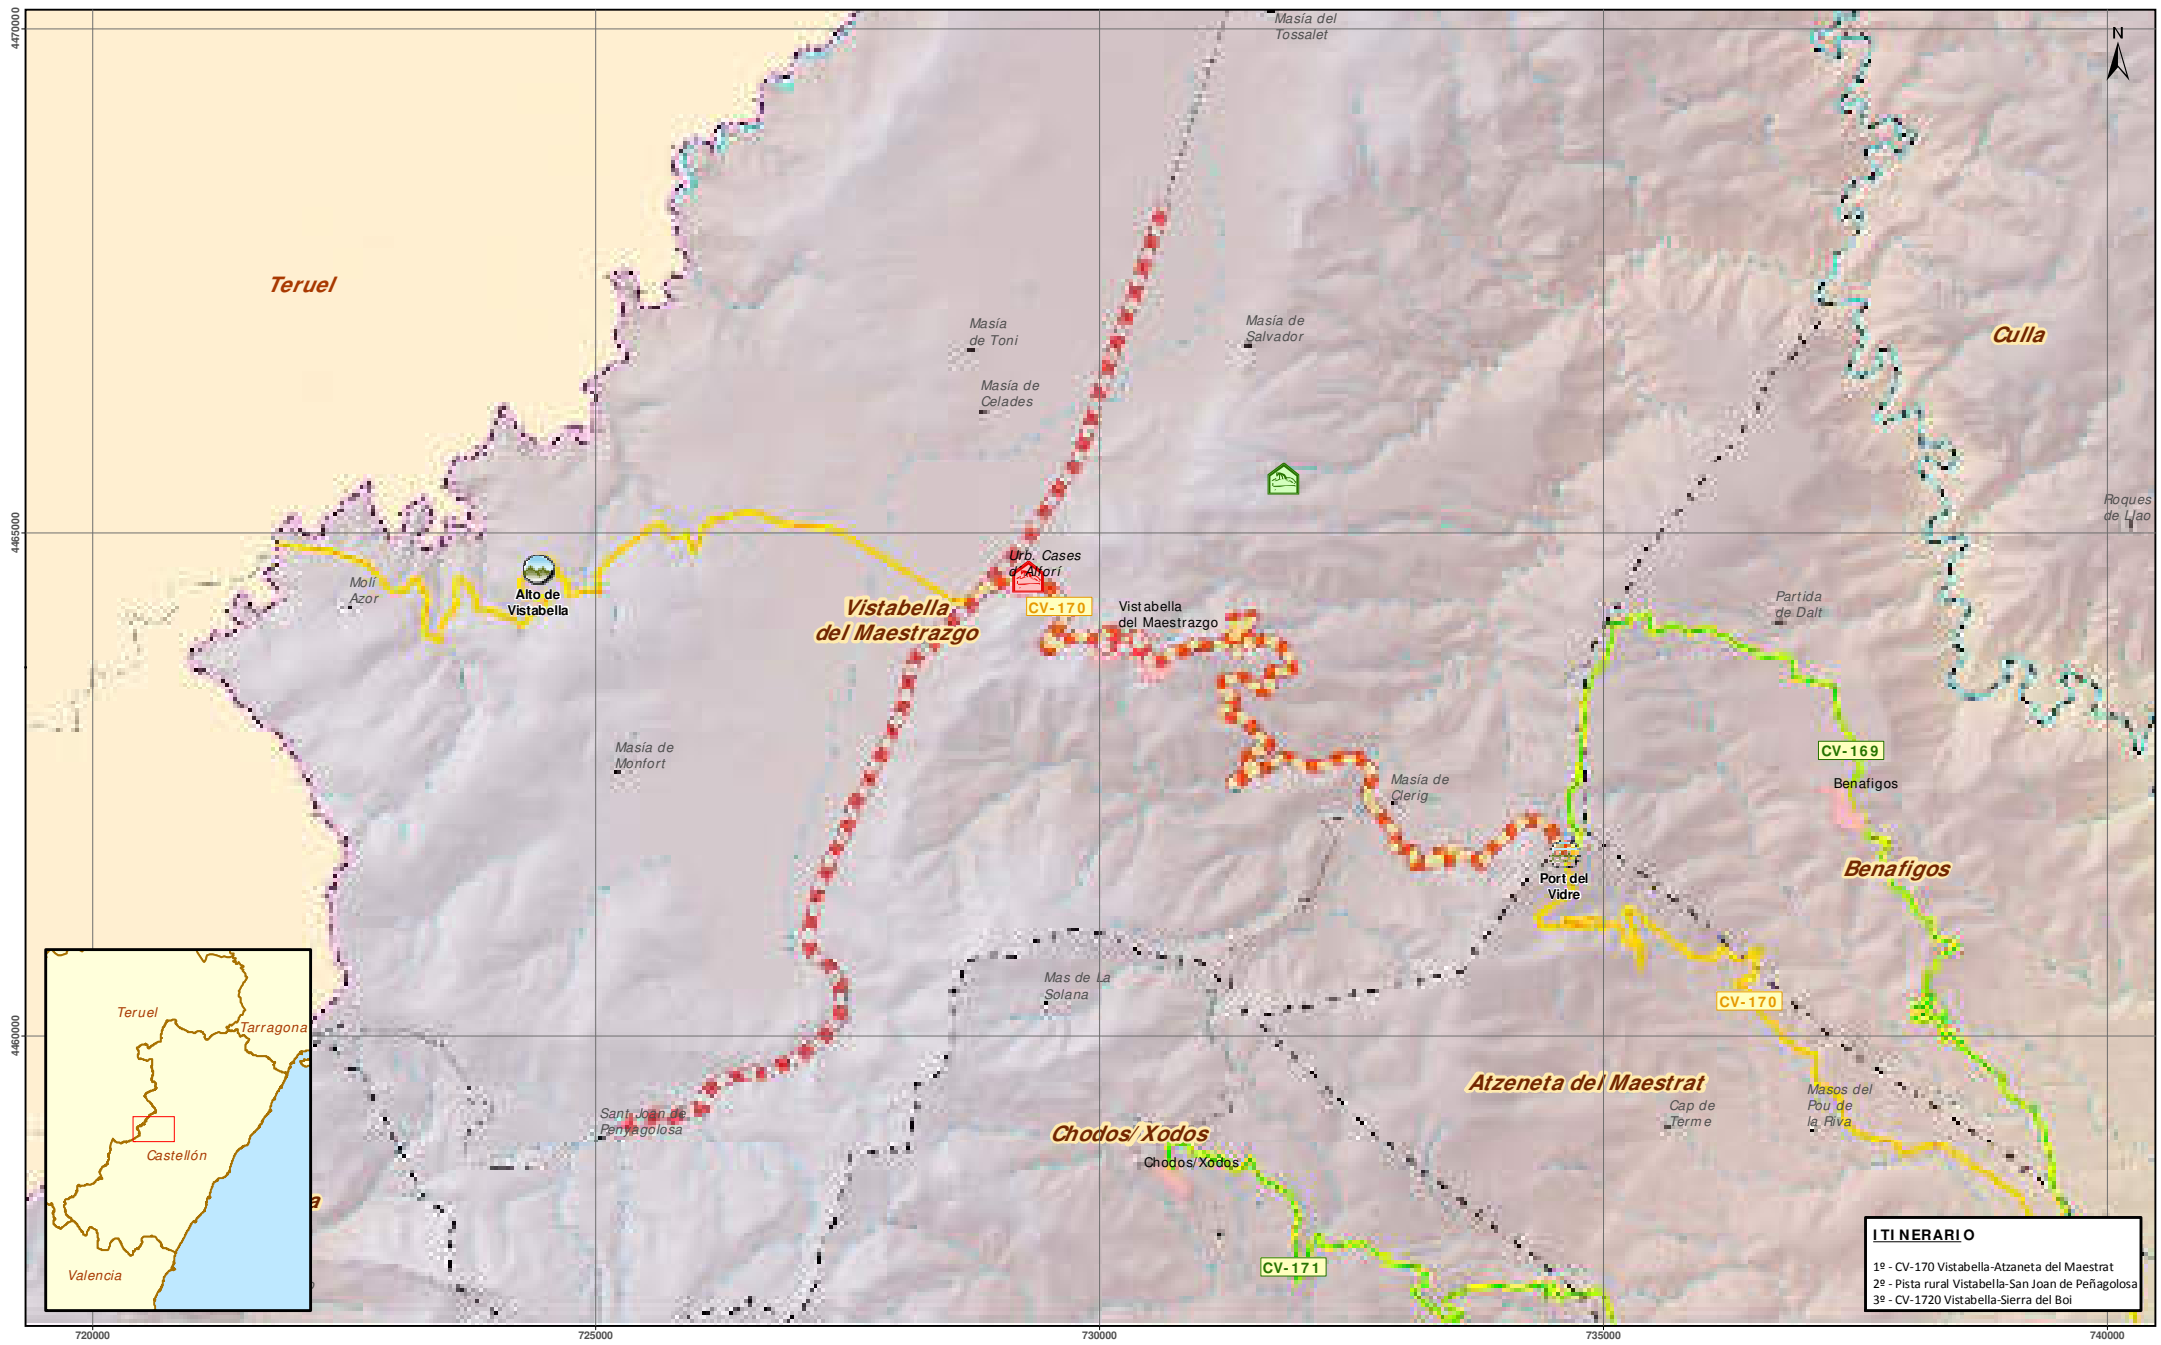 4470000
Masía del
Tossalet
N
Teruel
Masía
de Toni
Masía de
Salvador
Culla
Masía de
Celades
Roques
de Llao
4465000
Urb. Cases
d'Alforí
Molí
Azor
Alto de
Vistabella
Vistabella
del Maestrazgo
CV-170
Vistabella
del Maestrazgo
Partida
de Dalt
Masía de
Monfort
CV-169
Benafigos
Masía de
Clerig
Benafigos
Port del
Vidre
Mas de La
Solana
CV-170
4460000
Teruel
Tarragona
Castellón
Valencia
Atzeneta del Maestrat
Masos del
Pou de
la Riva
Cap de
Terme
Sant Joan de
Penyagolosa
Chodos/Xodos
Chodos/Xodos
a
CV-171
ITINERARIO
1º - CV-170 Vistabella-Atzaneta del Maestrat
2º - Pista rural Vistabella-San Joan de Peñagolosa
3º - CV-1720 Vistabella-Sierra del Boi
720000
725000
730000
735000
740000